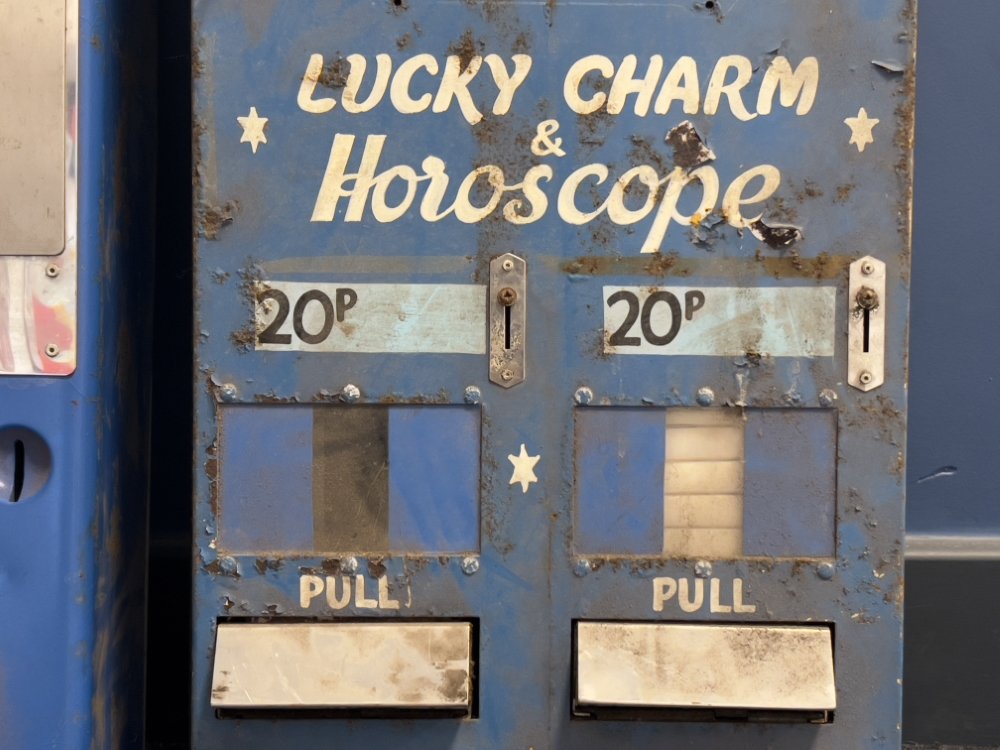 LUCKY CHARM
&
Horoscope
20P 20P
PULL PULL